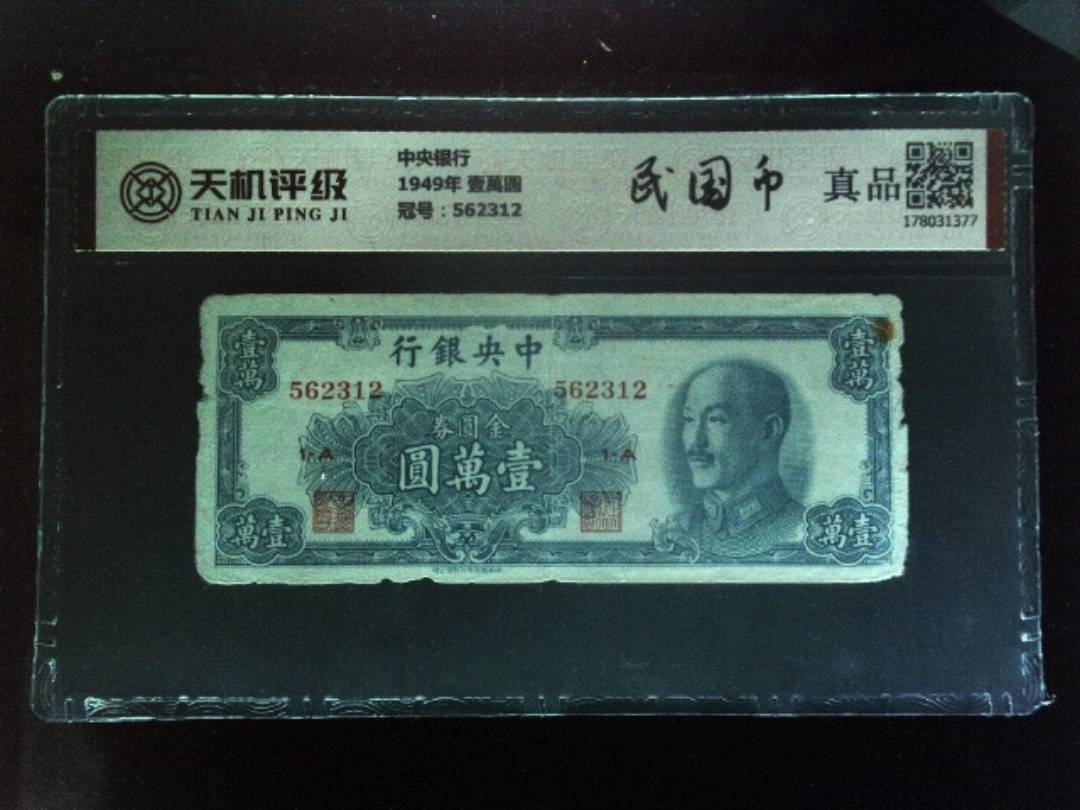 天机评级
TIAN JI PING JI
中央银行
1949年 壹萬圓
冠号：562312
民国币
真品
178031377
壹萬
行銀央中
壹萬
562312
562312
券圓金
1-A
圓萬壹
1-A
萬壹
萬壹